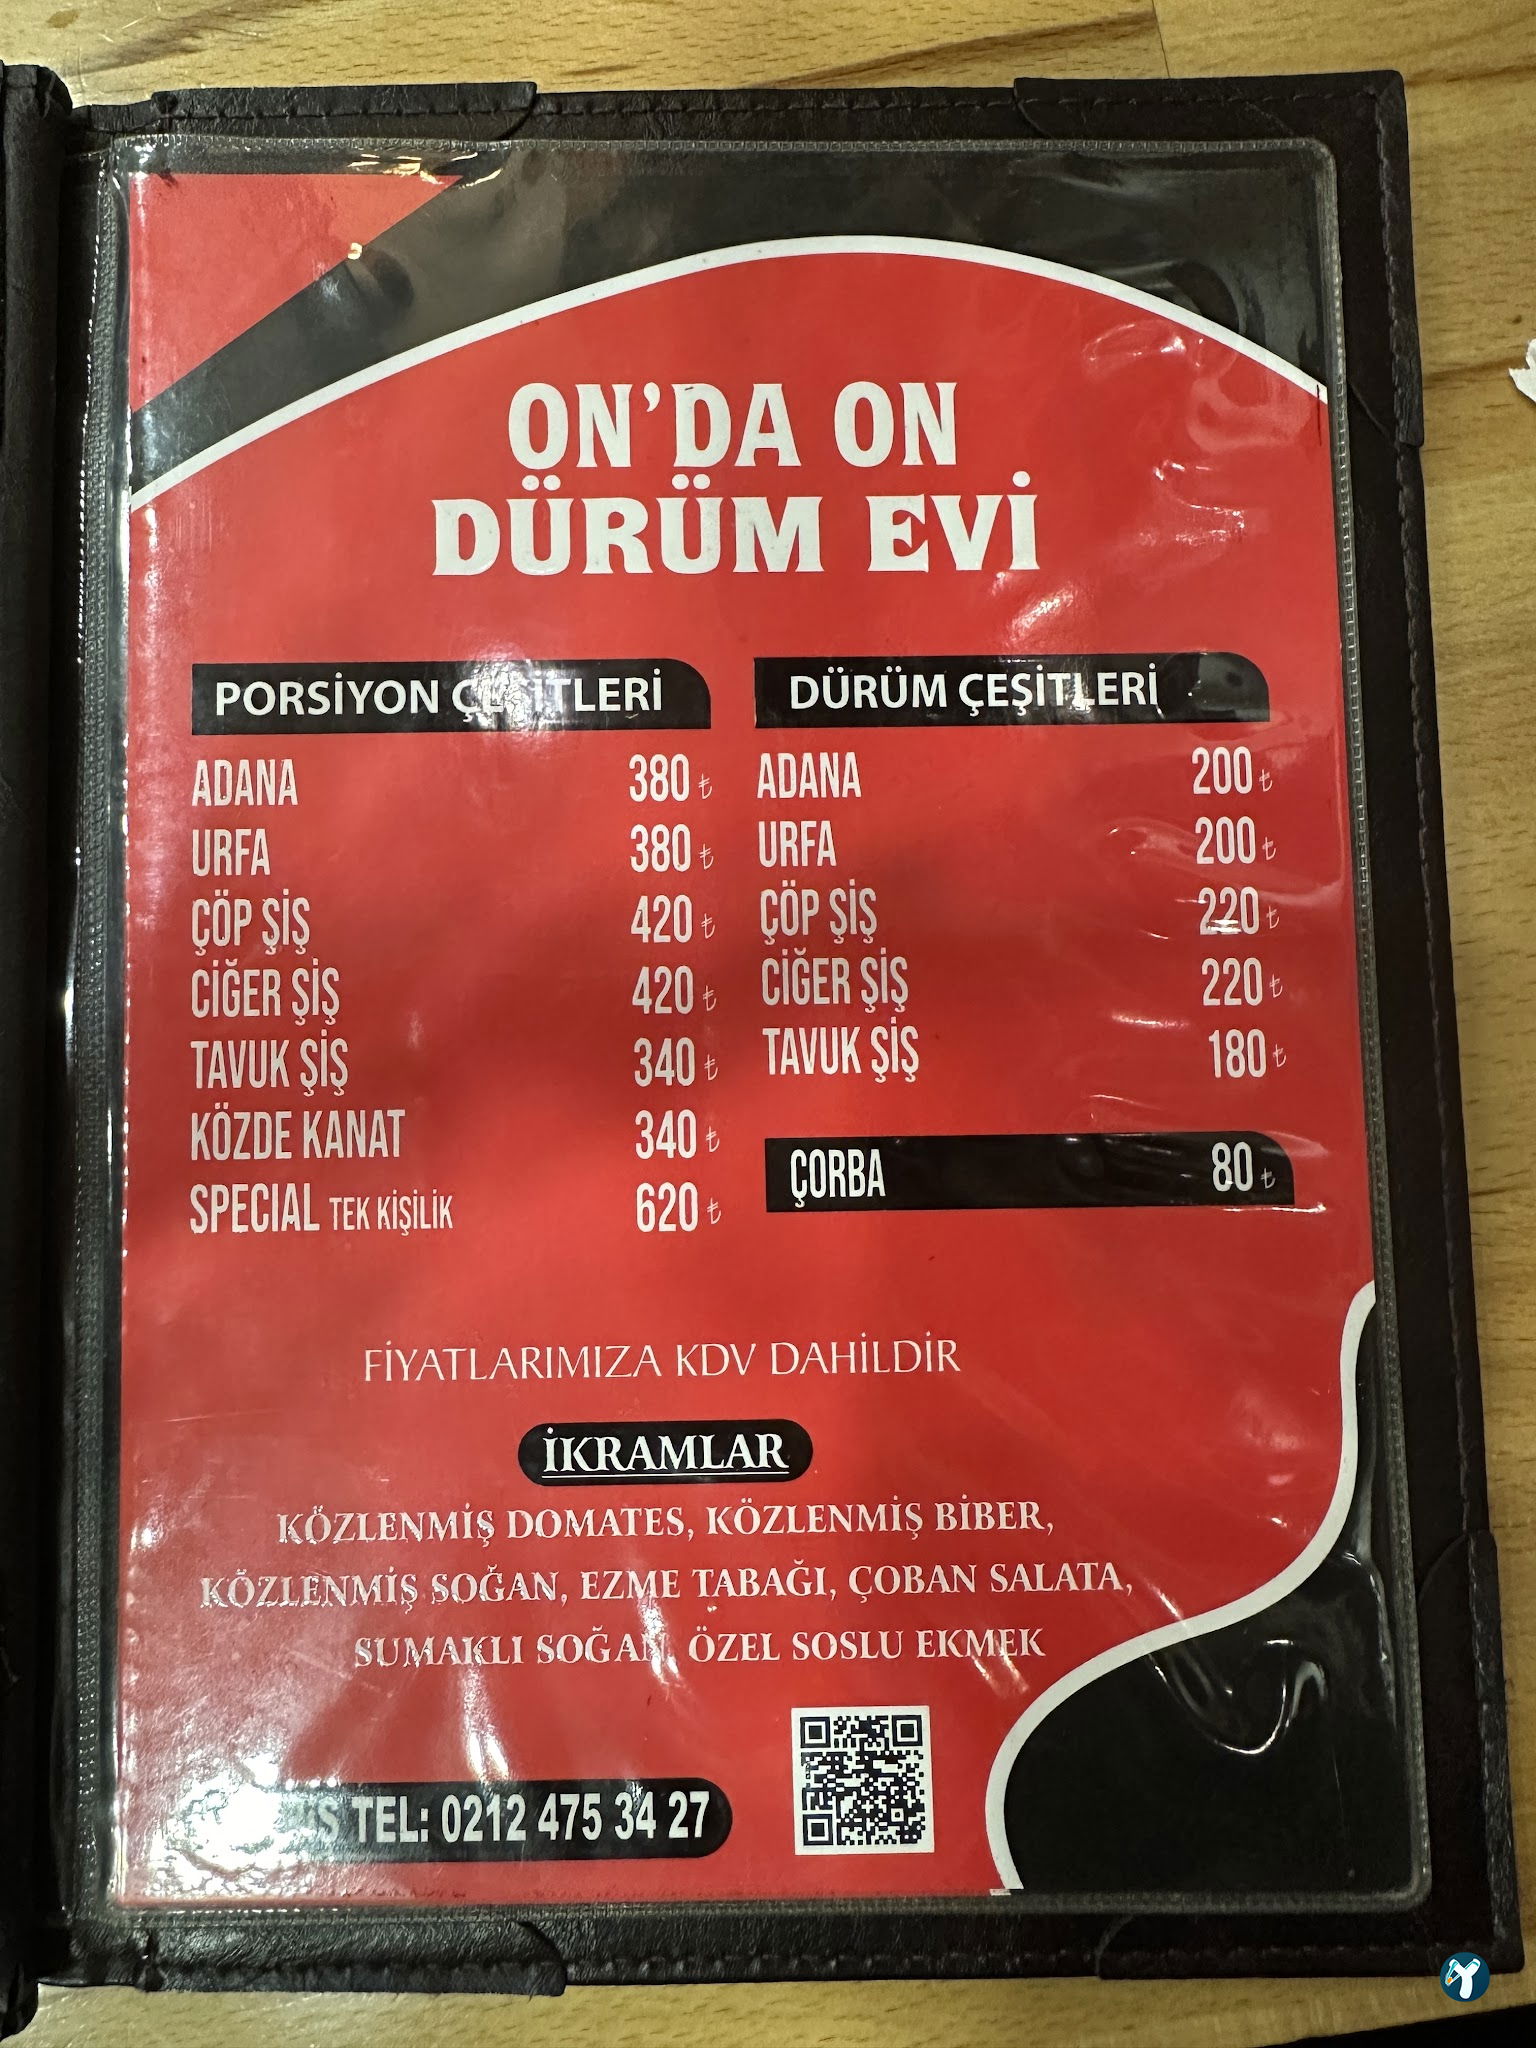 ON'DA ON
DÜRÜM EVİ
PORSİYON ÇEŞİTLERİ
ADANA 380 ₺
URFA 380 ₺
ÇÖP ŞİŞ 420 ₺
CİĞER ŞİŞ 420 ₺
TAVUK ŞİŞ 340 ₺
KÖZDE KANAT 340 ₺
SPECIAL TEK KİŞİLİK 620 ₺
DÜRÜM ÇEŞİTLERİ
ADANA 200 ₺
URFA 200 ₺
ÇÖP ŞİŞ 220 ₺
CİĞER ŞİŞ 220 ₺
TAVUK ŞİŞ 180 ₺
ÇORBA 80 ₺
FİYATLARIMIZA KDV DAHİLDİR
İKRAMLAR
KÖZLENMİŞ DOMATES, KÖZLENMİŞ BİBER,
KÖZLENMİŞ SOĞAN, EZME TABAĞI, ÇOBAN SALATA,
SUMAKLI SOĞAN, ÖZEL SOSLU EKMEK
TEL: 0212 475 34 27